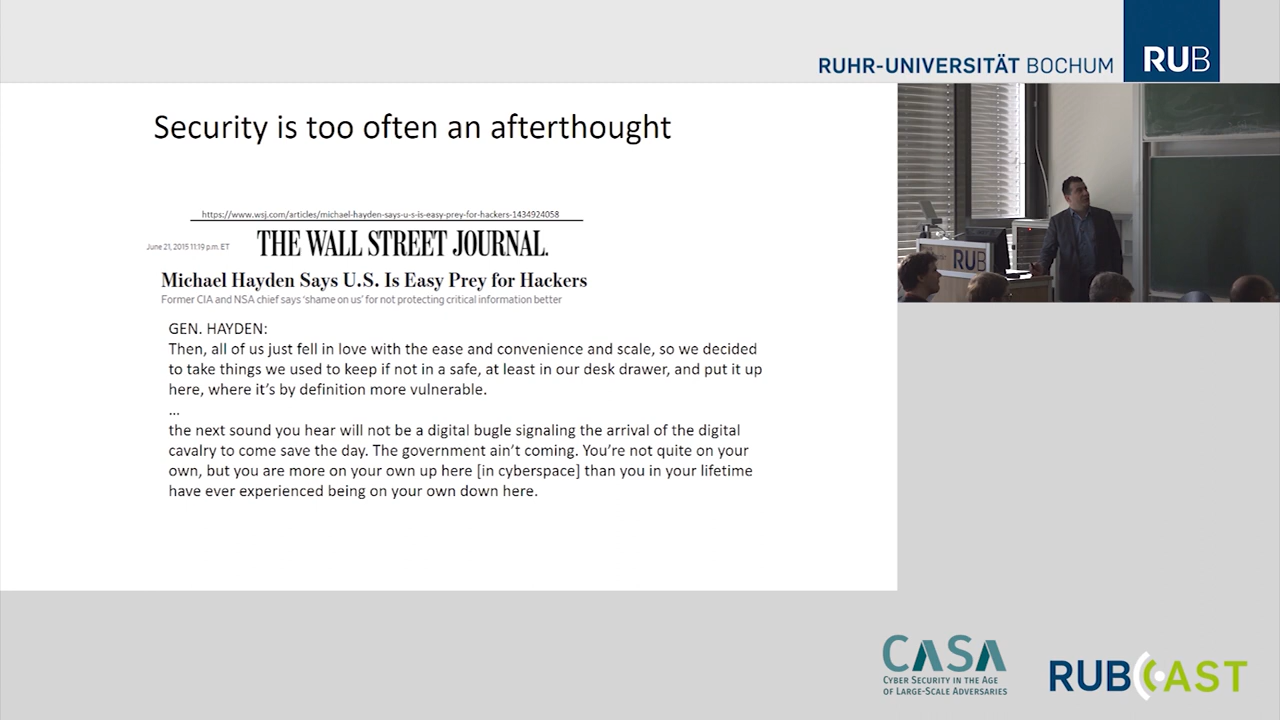 RUHR-UNIVERSITÄT BOCHUM
RUB
Security is too often an afterthought
https://www.wsj.com/articles/michael-hayden-says-u-s-is-easy-prey-for-hackers-1434924058
June 21, 2015 11:19 p.m. ET
THE WALL STREET JOURNAL.
Michael Hayden Says U.S. Is Easy Prey for Hackers
Former CIA and NSA chief says 'shame on us' for not protecting critical information better
GEN. HAYDEN:
Then, all of us just fell in love with the ease and convenience and scale, so we decided
to take things we used to keep if not in a safe, at least in our desk drawer, and put it up
here, where it's by definition more vulnerable.
...
the next sound you hear will not be a digital bugle signaling the arrival of the digital
cavalry to come save the day. The government ain't coming. You're not quite on your
own, but you are more on your own up here [in cyberspace] than you in your lifetime
have ever experienced being on your own down here.
RUB
CASA
CYBER SECURITY IN THE AGE
OF LARGE-SCALE ADVERSARIES
RUBCAST